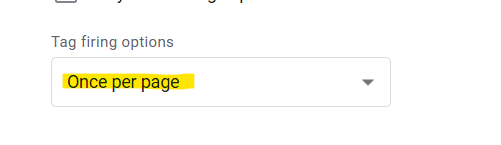 Tag firing options
Once per page